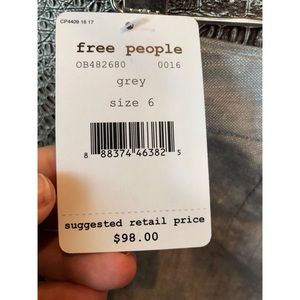 CP4409 16 17
free people
OB482680 0016
grey
size 6
8 88374 46382 5
suggested retail price
$98.00